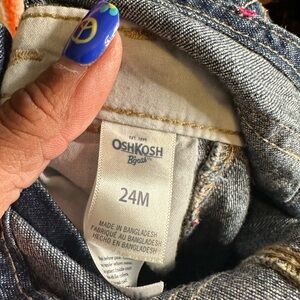 EST. 1895
OSHKOSH
B'gosh
24M
MADE IN BANGLADESH
FABRIQUÉ AU BANGLADESH
HECHO EN BANGLADESH